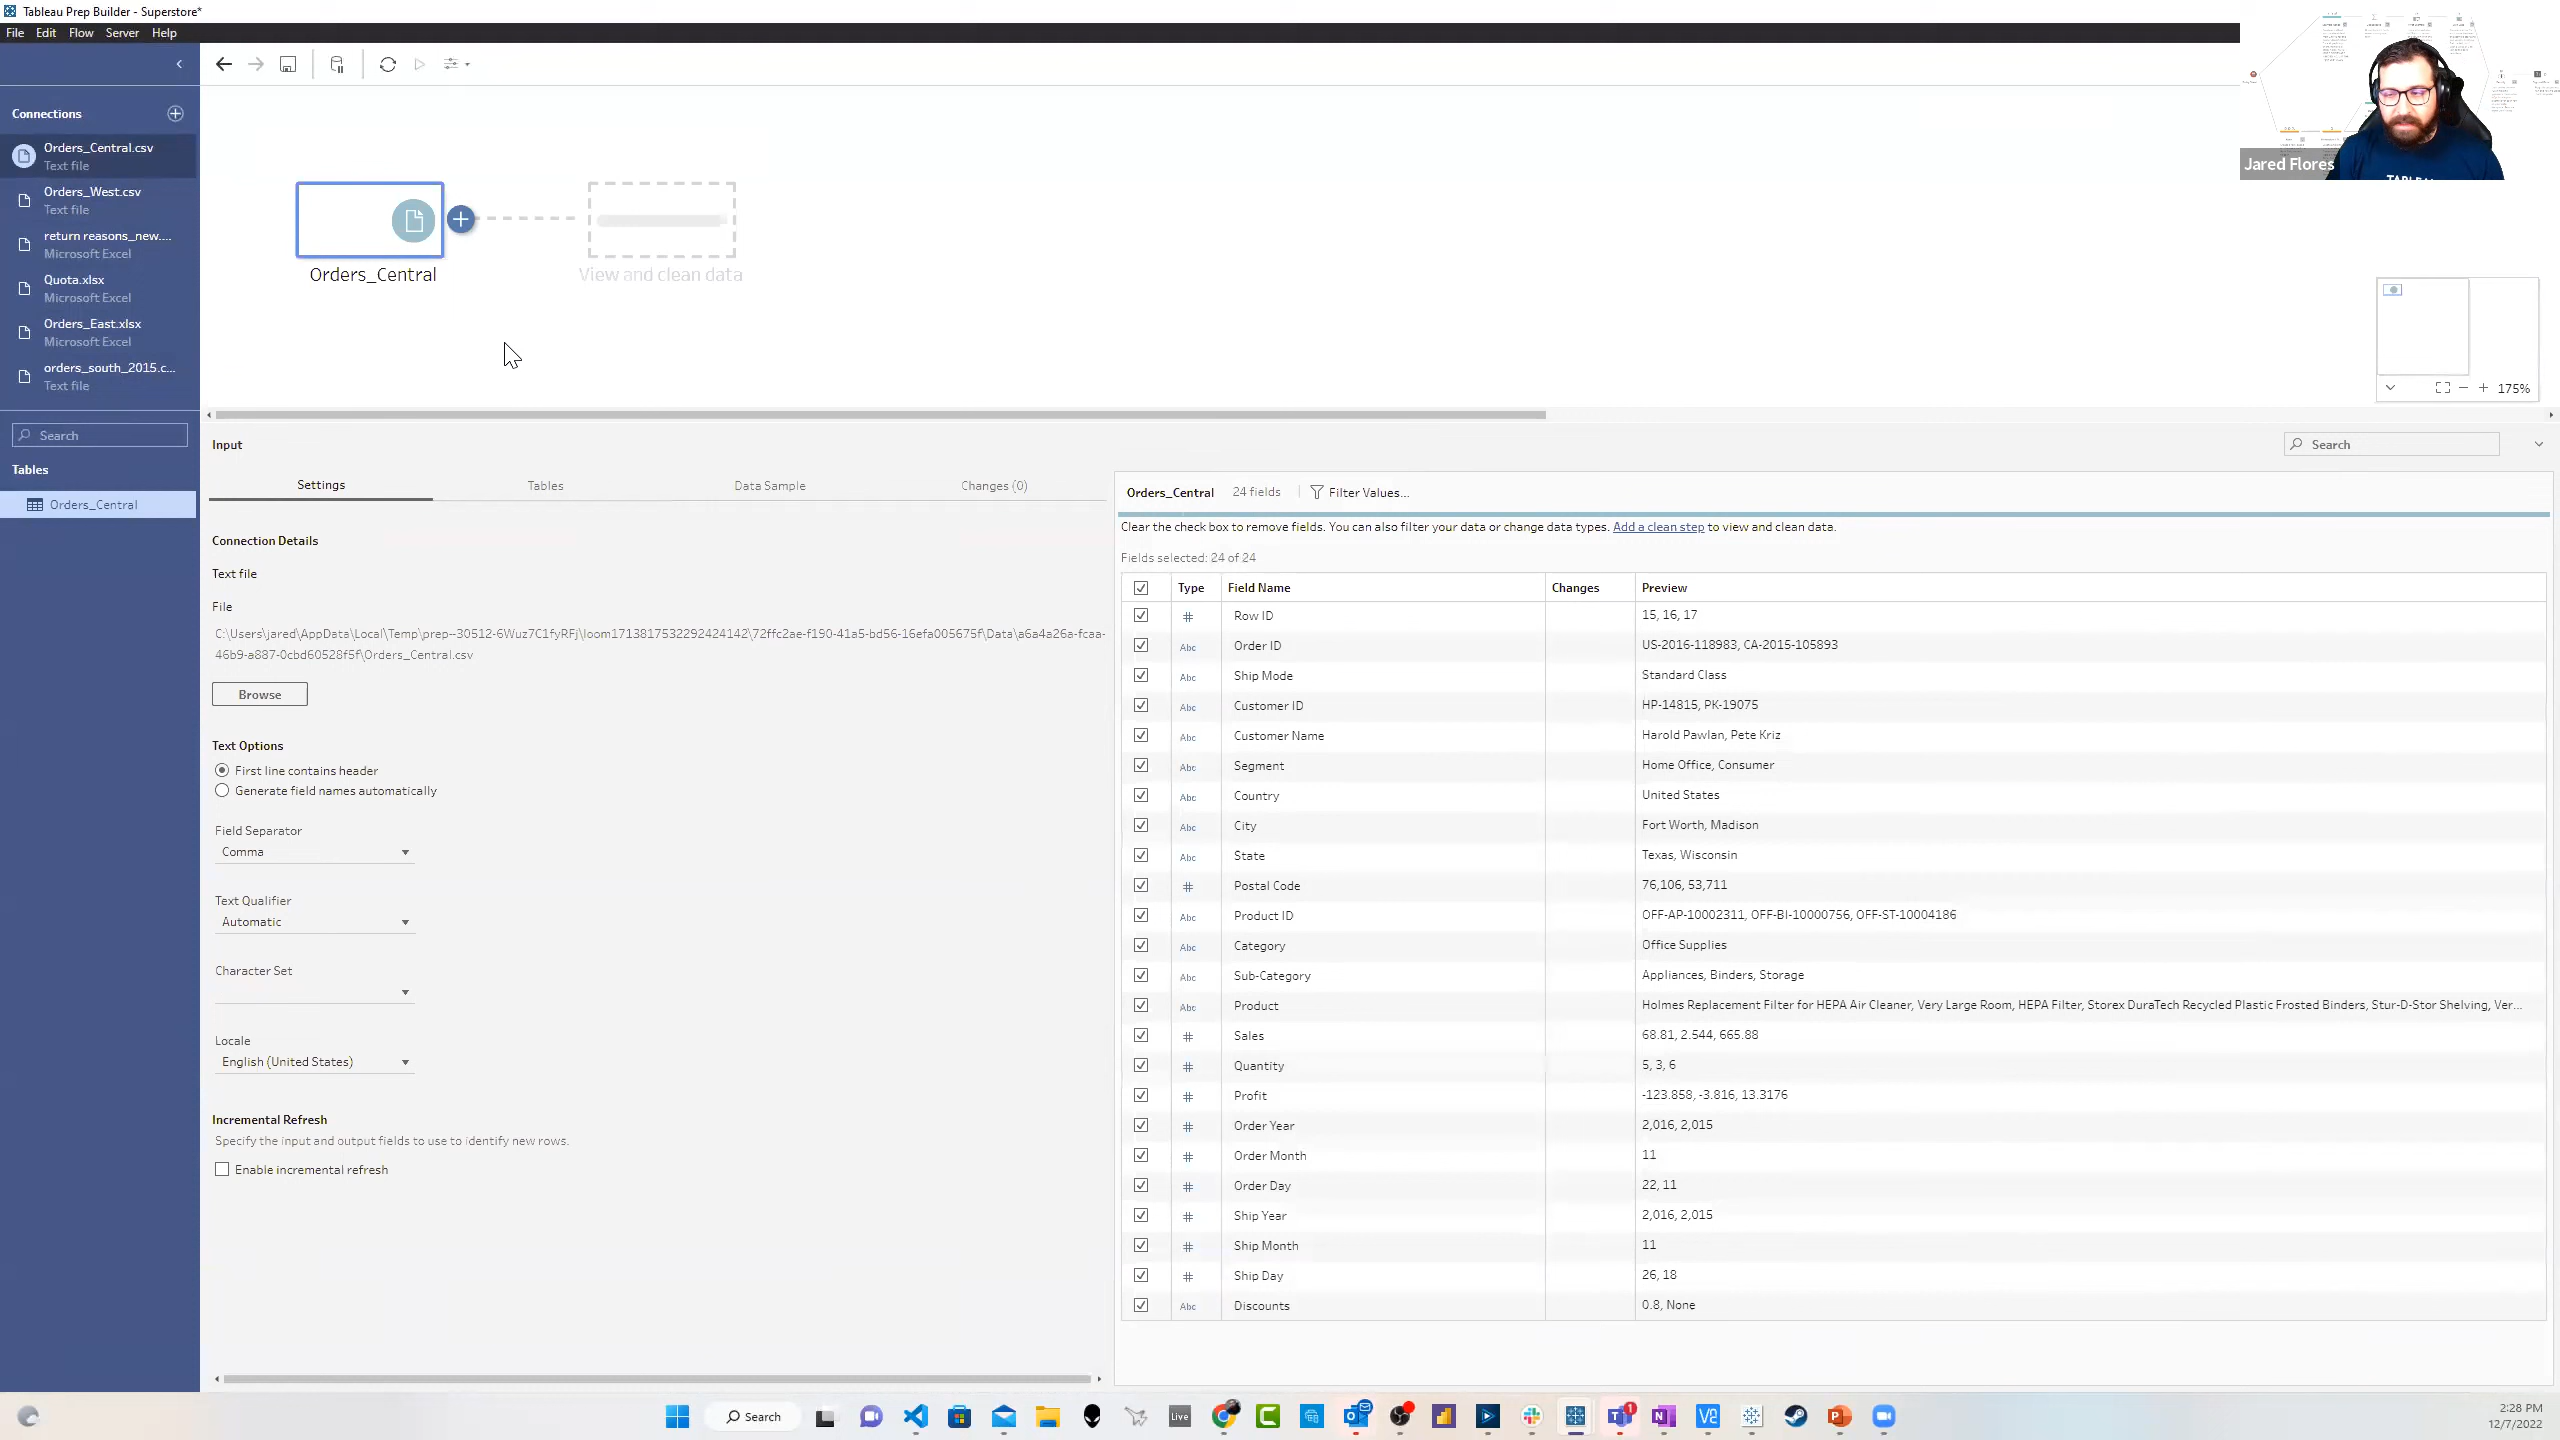 Tableau Prep Builder - Superstore*
File Edit Flow Server Help
Connections
Orders_Central.csv
Text file
Orders_West.csv
Text file
return reasons_new....
Microsoft Excel
Quota.xlsx
Microsoft Excel
Orders_East.xlsx
Microsoft Excel
orders_south_2015.c...
Text file
Search
Tables
Orders_Central
Orders_Central
View and clean data
Jared Flores
175%
Input
Search
Settings
Tables
Data Sample
Changes (0)
Connection Details
Text file
File
C:\Users\jared\AppData\Local\Temp\prep--30512-6Wuz7C1fyRFj\loom1713817532292424142\72ffc2ae-f190-41a5-bd56-16efa005675f\Data\a6a4a26a-fcaa-
46b9-a887-0cbd60528f5f\Orders_Central.csv
Browse
Text Options
First line contains header
Generate field names automatically
Field Separator
Comma
Text Qualifier
Automatic
Character Set
Locale
English (United States)
Incremental Refresh
Specify the input and output fields to use to identify new rows.
Enable incremental refresh
Orders_Central 24 fields Filter Values...
Clear the check box to remove fields. You can also filter your data or change data types. Add a clean step to view and clean data.
Fields selected: 24 of 24
Type Field Name Changes Preview
# Row ID 15, 16, 17
Abc Order ID US-2016-118983, CA-2015-105893
Abc Ship Mode Standard Class
Abc Customer ID HP-14815, PK-19075
Abc Customer Name Harold Pawlan, Pete Kriz
Abc Segment Home Office, Consumer
Abc Country United States
Abc City Fort Worth, Madison
Abc State Texas, Wisconsin
# Postal Code 76,106, 53,711
Abc Product ID OFF-AP-10002311, OFF-BI-10000756, OFF-ST-10004186
Abc Category Office Supplies
Abc Sub-Category Appliances, Binders, Storage
Abc Product Holmes Replacement Filter for HEPA Air Cleaner, Very Large Room, HEPA Filter, Storex DuraTech Recycled Plastic Frosted Binders, Stur-D-Stor Shelving, Ver...
# Sales 68.81, 2.544, 665.88
# Quantity 5, 3, 6
# Profit -123.858, -3.816, 13.3176
# Order Year 2,016, 2,015
# Order Month 11
# Order Day 22, 11
# Ship Year 2,016, 2,015
# Ship Month 11
# Ship Day 26, 18
Abc Discounts 0.8, None
Search
Live
2:28 PM
12/7/2022